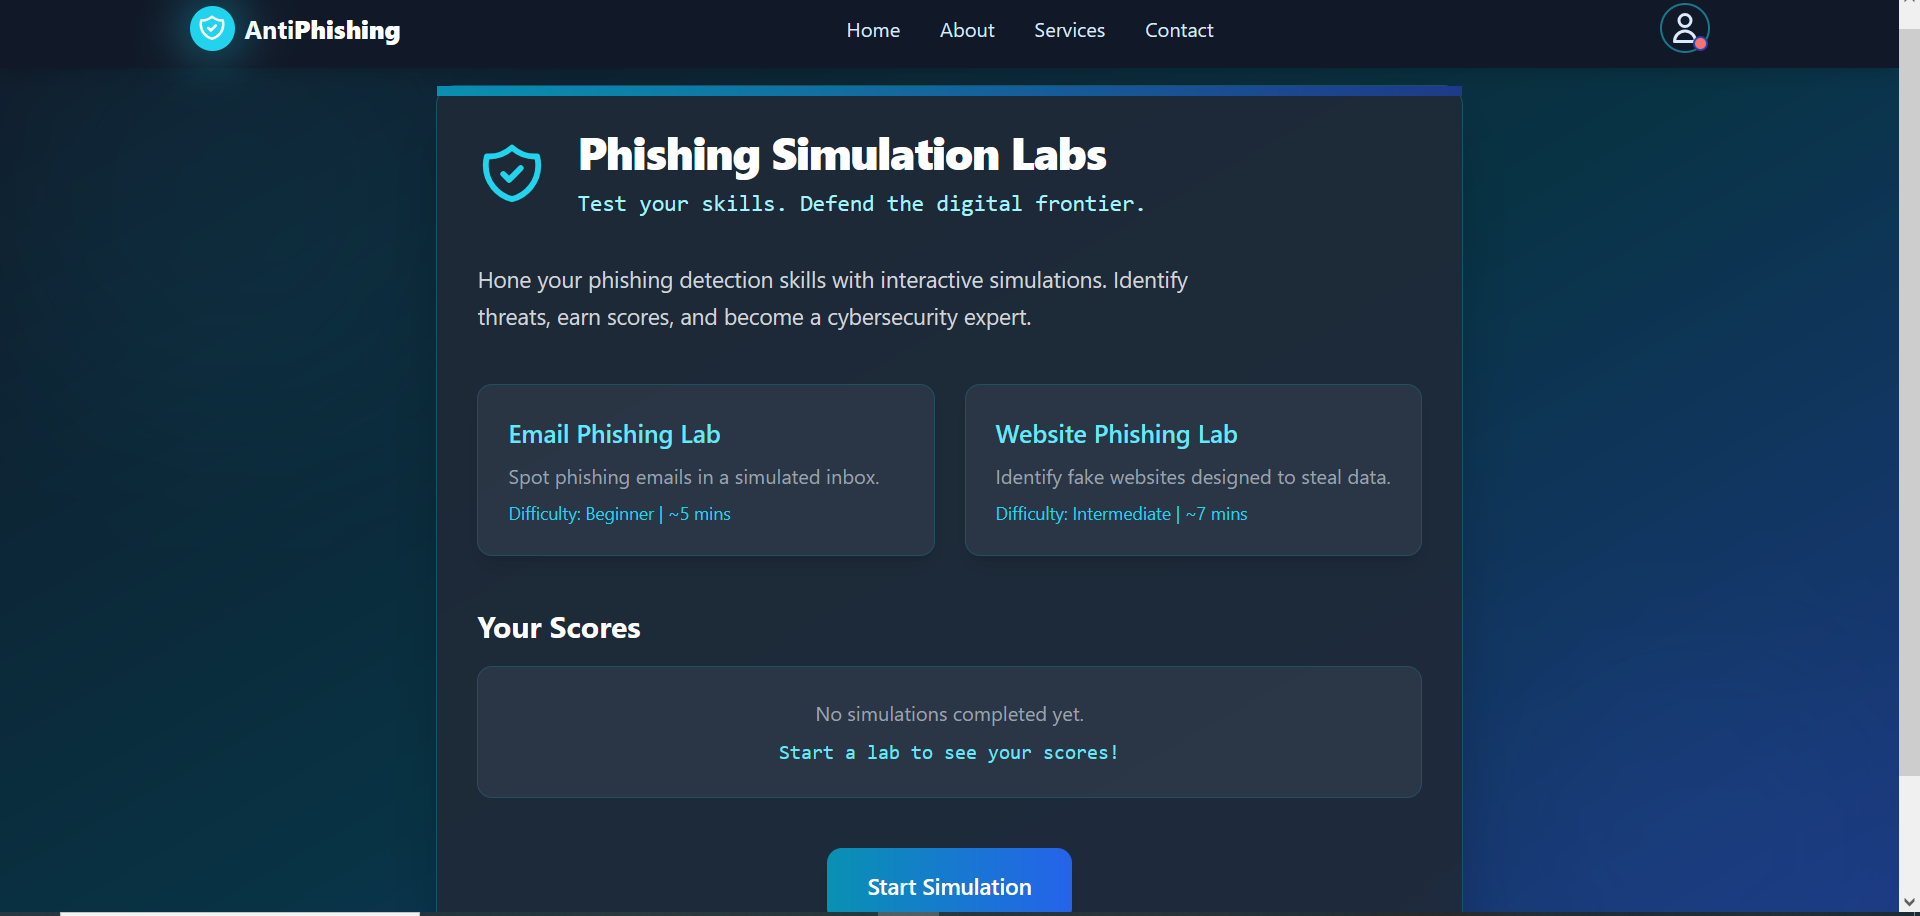 AntiPhishing
Home About Services Contact
Phishing Simulation Labs
Test your skills. Defend the digital frontier.
Hone your phishing detection skills with interactive simulations. Identify
threats, earn scores, and become a cybersecurity expert.
Email Phishing Lab
Spot phishing emails in a simulated inbox.
Difficulty: Beginner | ~5 mins
Website Phishing Lab
Identify fake websites designed to steal data.
Difficulty: Intermediate | ~7 mins
Your Scores
No simulations completed yet.
Start a lab to see your scores!
Start Simulation